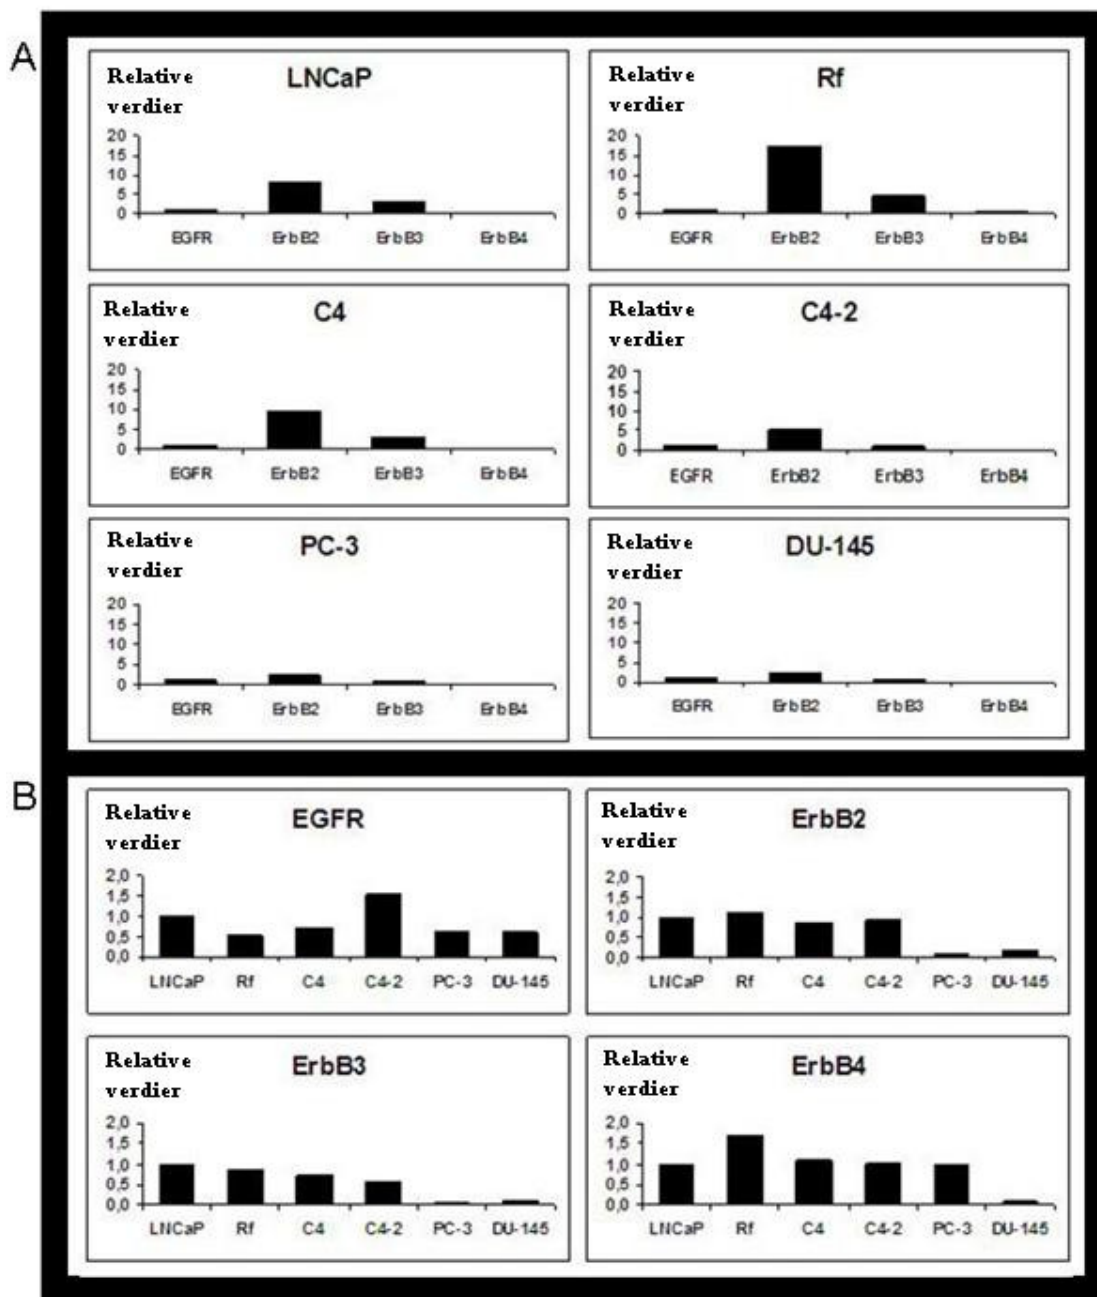 A
Relative
verdier
LNCaP
20
15
10
5
0
EGFR ErbB2 ErbB3 ErbB4
Relative
verdier
Rf
20
15
10
5
0
EGFR ErbB2 ErbB3 ErbB4
Relative
verdier
C4
20
15
10
5
0
EGFR ErbB2 ErbB3 ErbB4
Relative
verdier
C4-2
20
15
10
5
0
EGFR ErbB2 ErbB3 ErbB4
Relative
verdier
PC-3
20
15
10
5
0
EGFR ErbB2 ErbB3 ErbB4
Relative
verdier
DU-145
20
15
10
5
0
EGFR ErbB2 ErbB3 ErbB4
B
Relative
verdier
EGFR
2,0
1,5
1,0
0,5
0,0
LNCaP Rf C4 C4-2 PC-3 DU-145
Relative
verdier
ErbB2
2,0
1,5
1,0
0,5
0,0
LNCaP Rf C4 C4-2 PC-3 DU-145
Relative
verdier
ErbB3
2,0
1,5
1,0
0,5
0,0
LNCaP Rf C4 C4-2 PC-3 DU-145
Relative
verdier
ErbB4
2,0
1,5
1,0
0,5
0,0
LNCaP Rf C4 C4-2 PC-3 DU-145